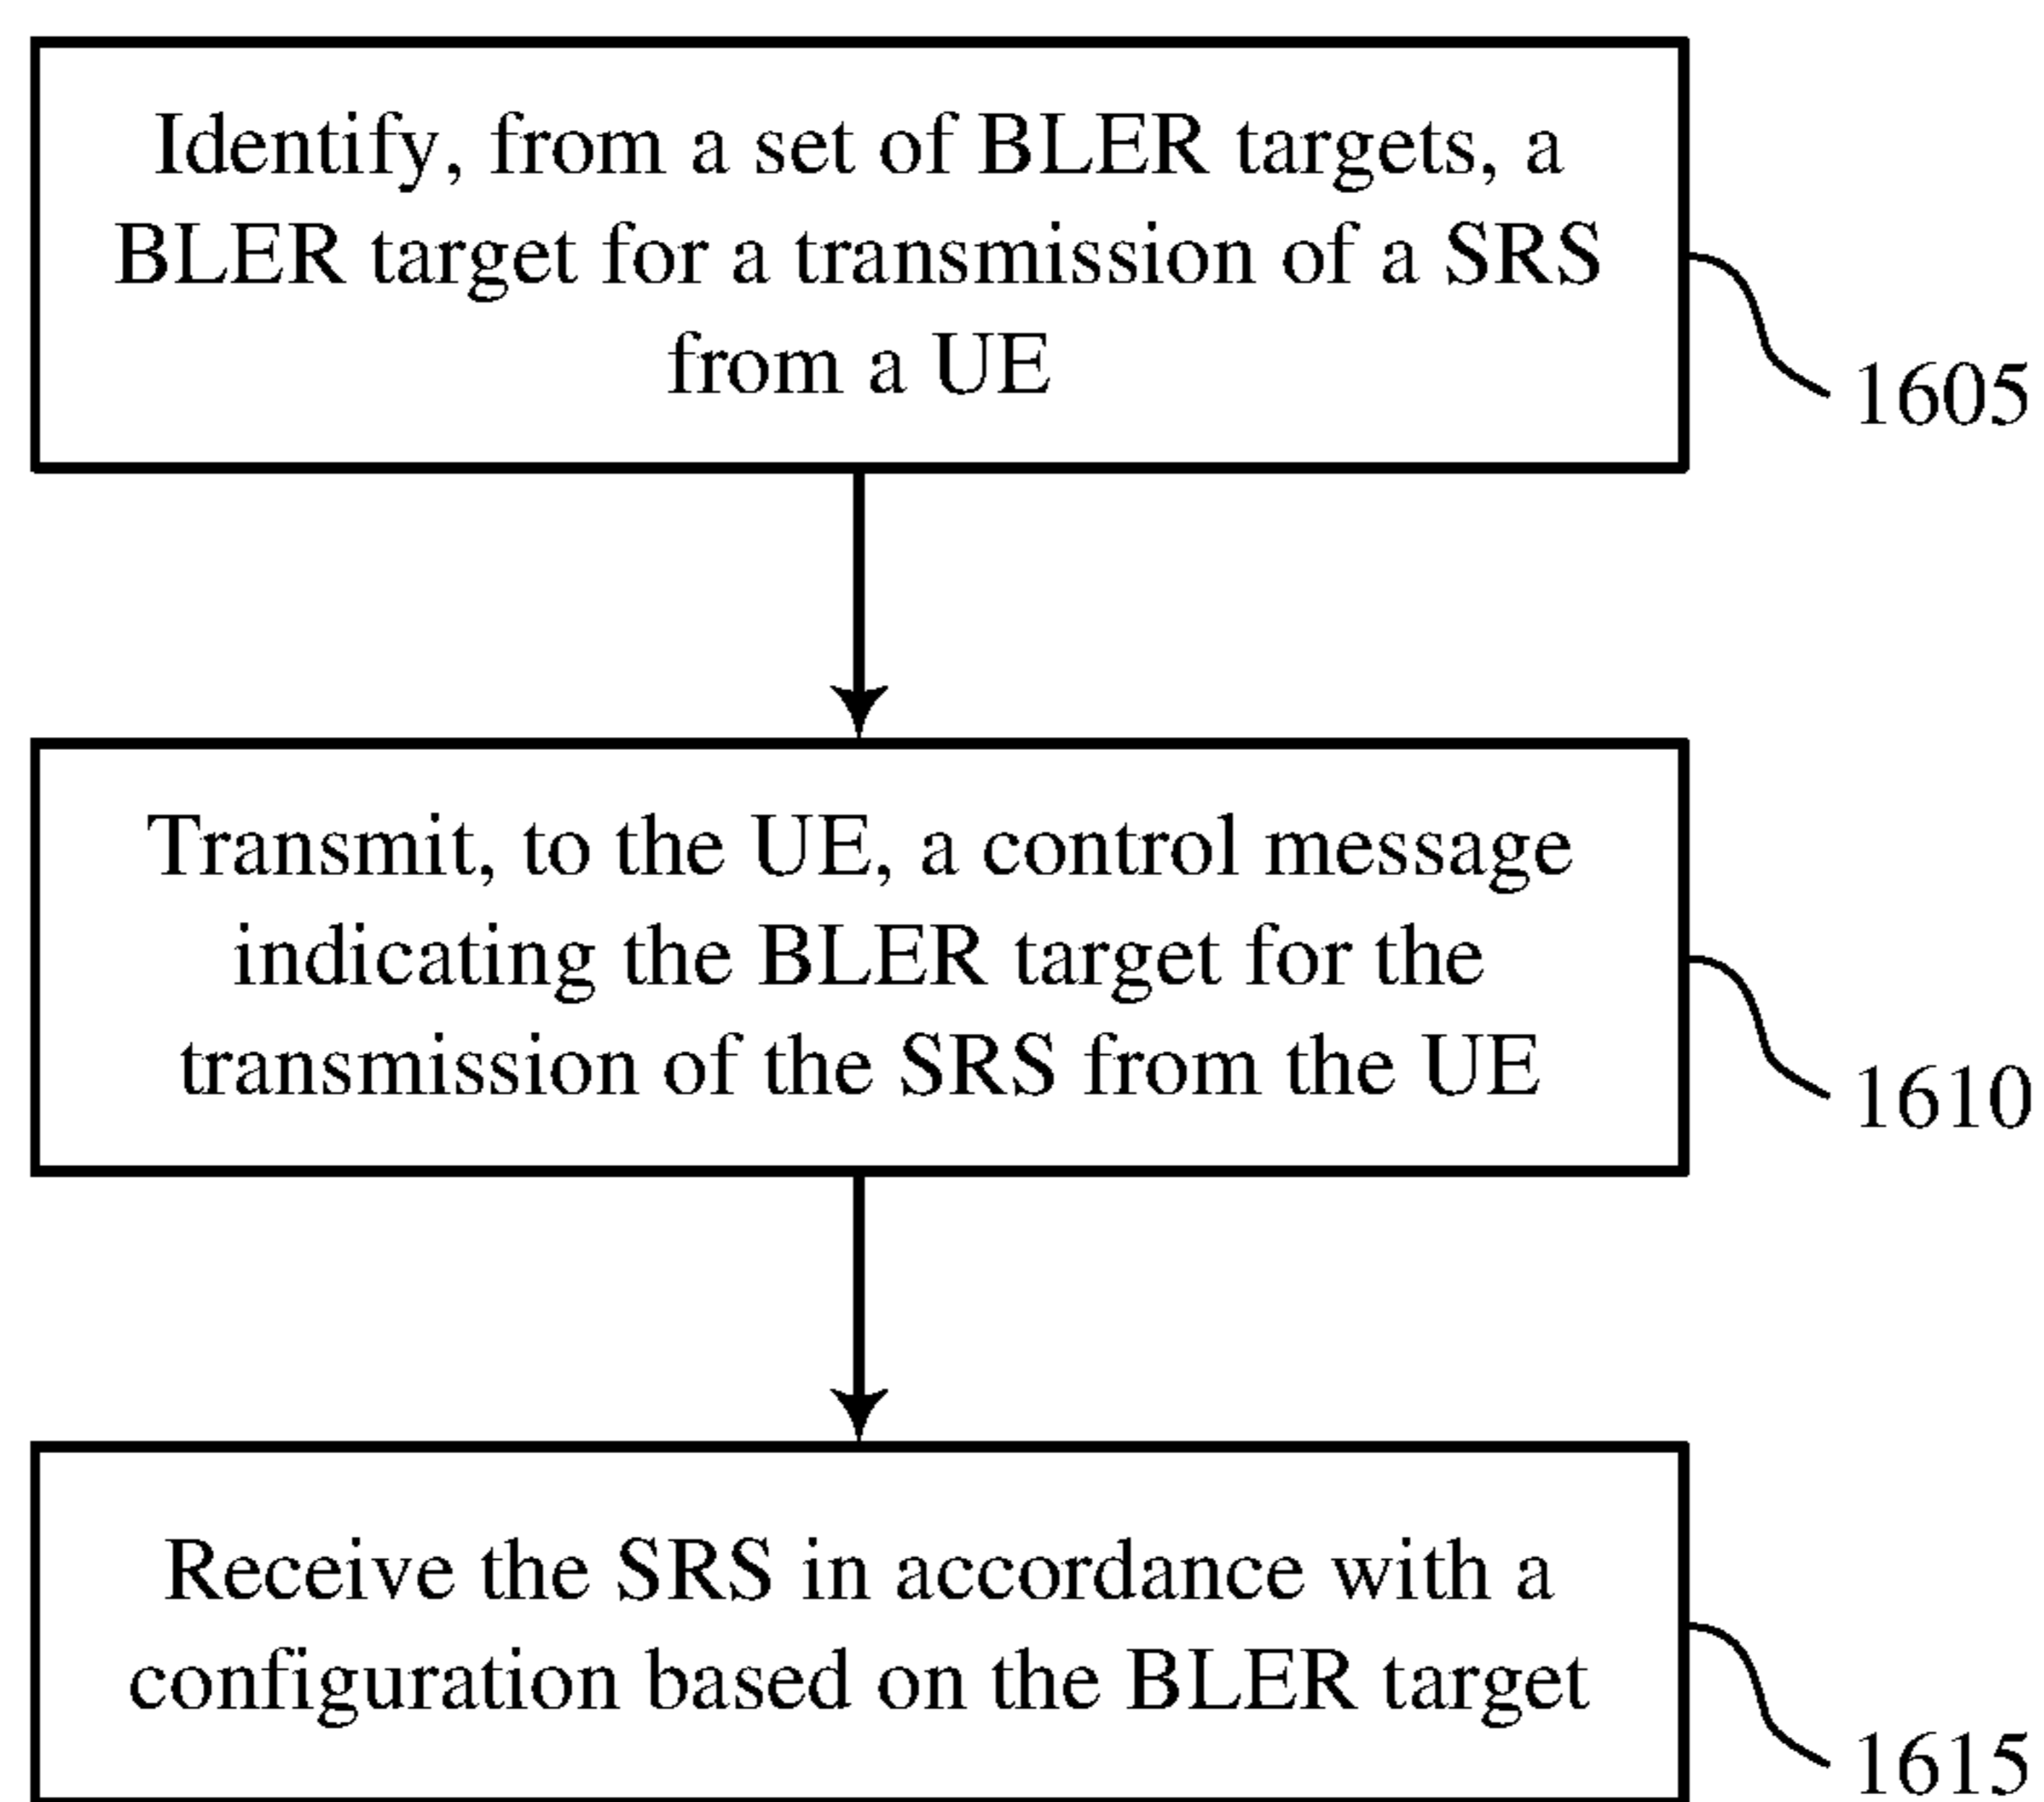 Identify, from a set of BLER targets, a
BLER target for a transmission of a SRS
from a UE
1605
Transmit, to the UE, a control message
indicating the BLER target for the
transmission of the SRS from the UE
1610
Receive the SRS in accordance with a
configuration based on the BLER target
1615